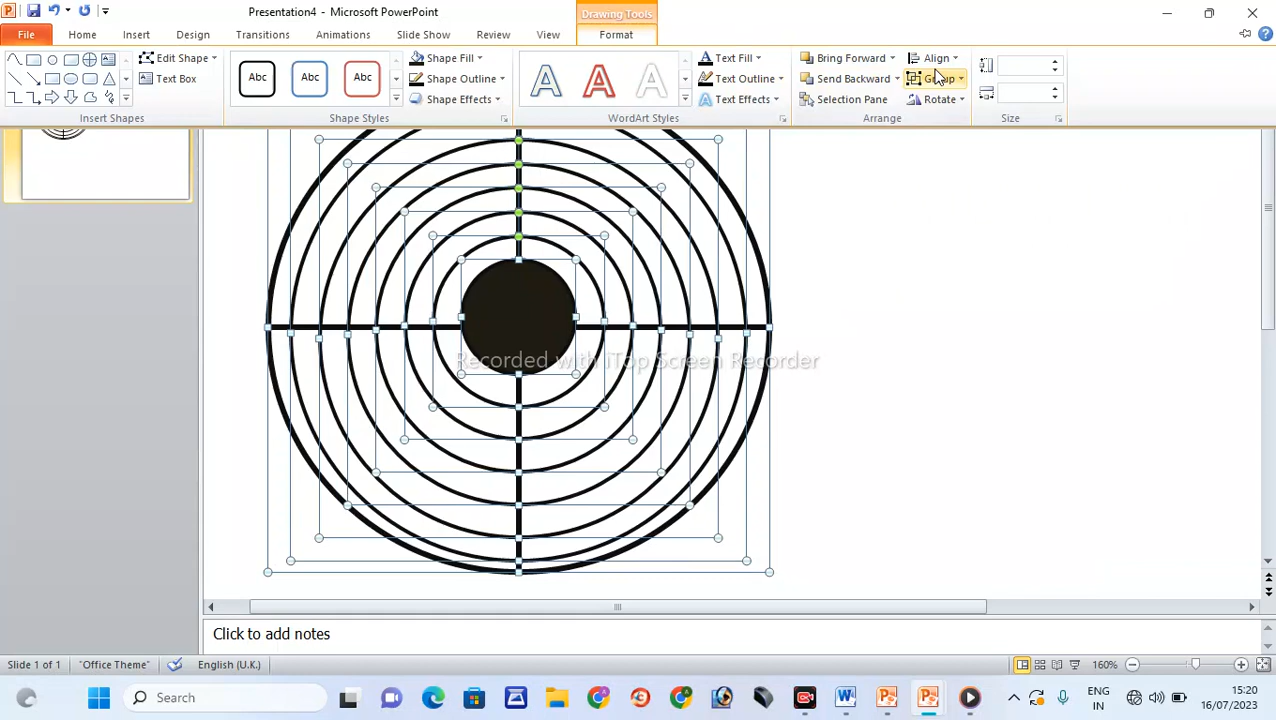 Presentation4 - Microsoft PowerPoint
Drawing Tools
File
Home
Insert
Design
Transitions
Animations
Slide Show
Review
View
Format
Edit Shape
Text Box
Insert Shapes
Abc
Abc
Abc
Shape Fill
Shape Outline
Shape Effects
Shape Styles
A
A
A
Text Fill
Text Outline
Text Effects
WordArt Styles
Bring Forward
Send Backward
Selection Pane
Align
Group
Rotate
Arrange
Size
Recorded with iTop Screen Recorder
Click to add notes
Slide 1 of 1
"Office Theme"
English (U.K.)
160%
Search
ENG
IN
13:20
16/07/2023